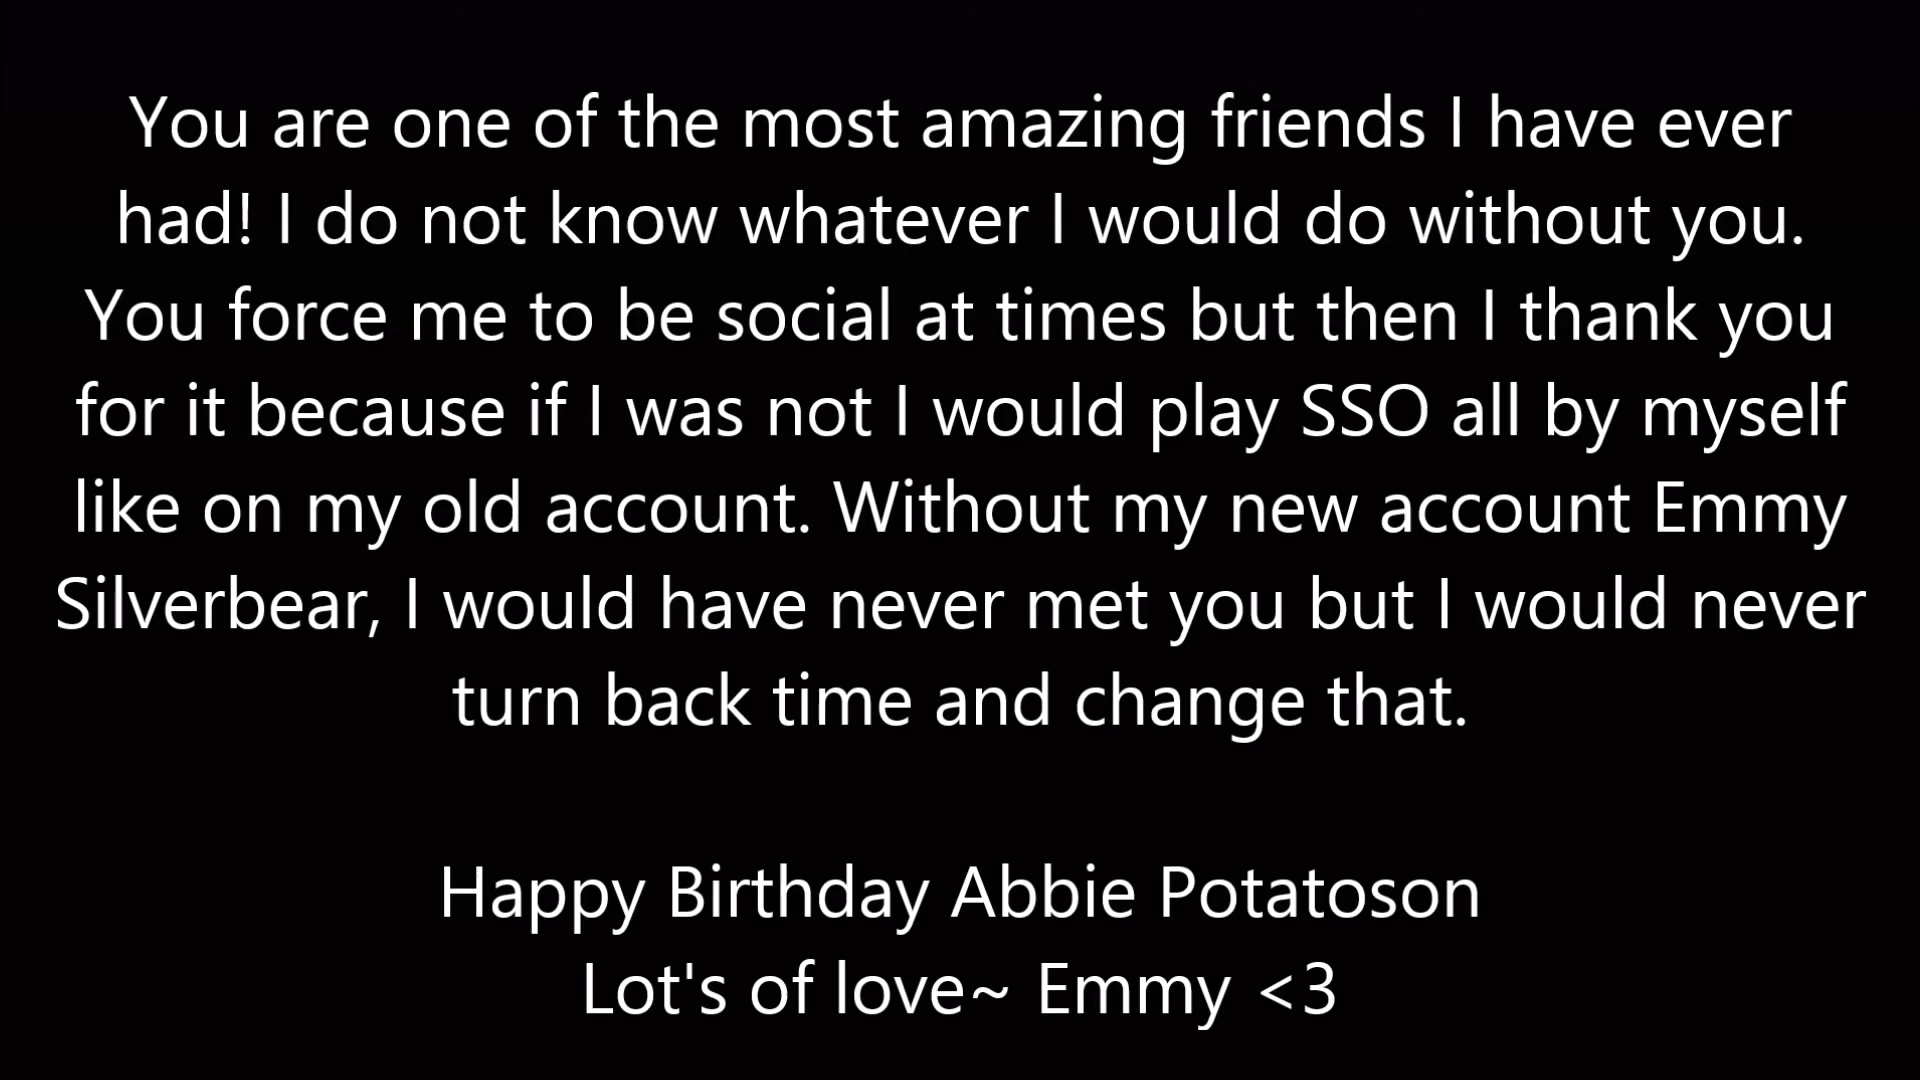 You are one of the most amazing friends I have ever
had! I do not know whatever I would do without you.
You force me to be social at times but then I thank you
for it because if I was not I would play SSO all by myself
like on my old account. Without my new account Emmy
Silverbear, I would have never met you but I would never
turn back time and change that.
Happy Birthday Abbie Potatoson
Lot's of love~ Emmy <3